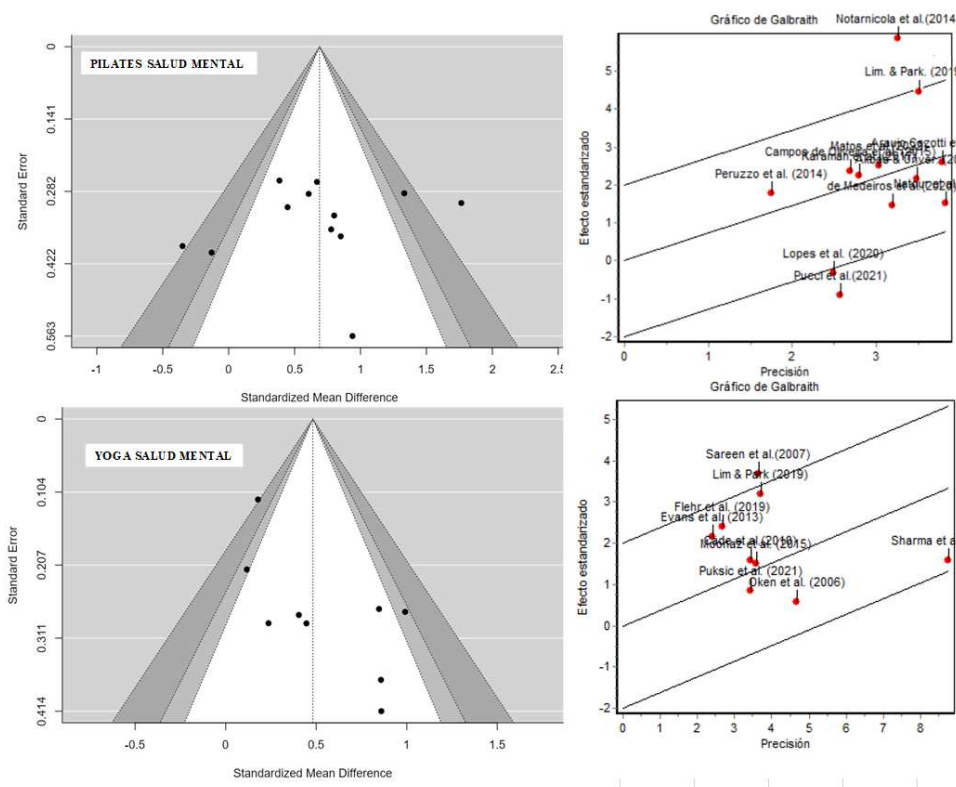 PILATES SALUD MENTAL
Standard Error
0
0.141
0.282
0.422
0.563
-1
-0.5
0
0.5
1
1.5
2
2.5
Standardized Mean Difference
Gráfico de Galbraith
Notarnicola et al.(2014
Lim. & Park. (2019
Peruzzo et al. (2014)
Campos de Oliveira et al. (2015)
de Medeiros et al. (2020)
Lopes et al. (2020)
Pucci et al.(2021)
Efecto estandarizado
5
4
3
2
1
0
-1
-2
0
1
2
3
Precisión
YOGA SALUD MENTAL
Standard Error
0
0.104
0.207
0.311
0.414
-0.5
0
0.5
1
1.5
Standardized Mean Difference
Gráfico de Galbraith
Sareen et al.(2007)
Lim & Park (2019)
Flehr et al. (2019)
Evans et al. (2013)
Puksic et al. (2021)
Oken et al. (2006)
Sharma et a
Efecto estandarizado
5
4
3
2
1
0
-1
-2
0
1
2
3
4
5
6
7
8
Precisión